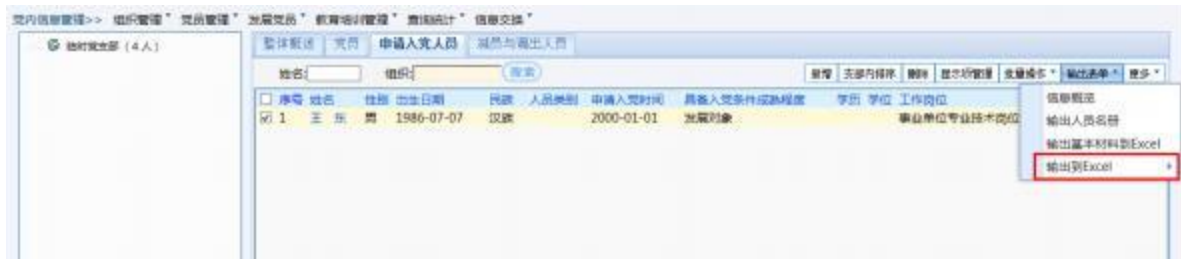 党内信息管理>> 组织管理 党员管理 发展党员 教育培训管理 查询统计 信息交换
临时党支部 (4人)
整体概述 党员 申请入党人员 减员与调出人员
姓名: 组织: 搜索 新增 支部内排序 删除 显示项管理 批量操作 输出表单 更多
序号 姓名 性别 出生日期 民族 人员类别 申请入党时间 具备入党条件成熟程度 学历 学位 工作岗位
1 王 东 男 1986-07-07 汉族 2000-01-01 发展对象 事业单位专业技术岗位
信息概览
输出人员名册
输出基本材料到Excel
输出到Excel